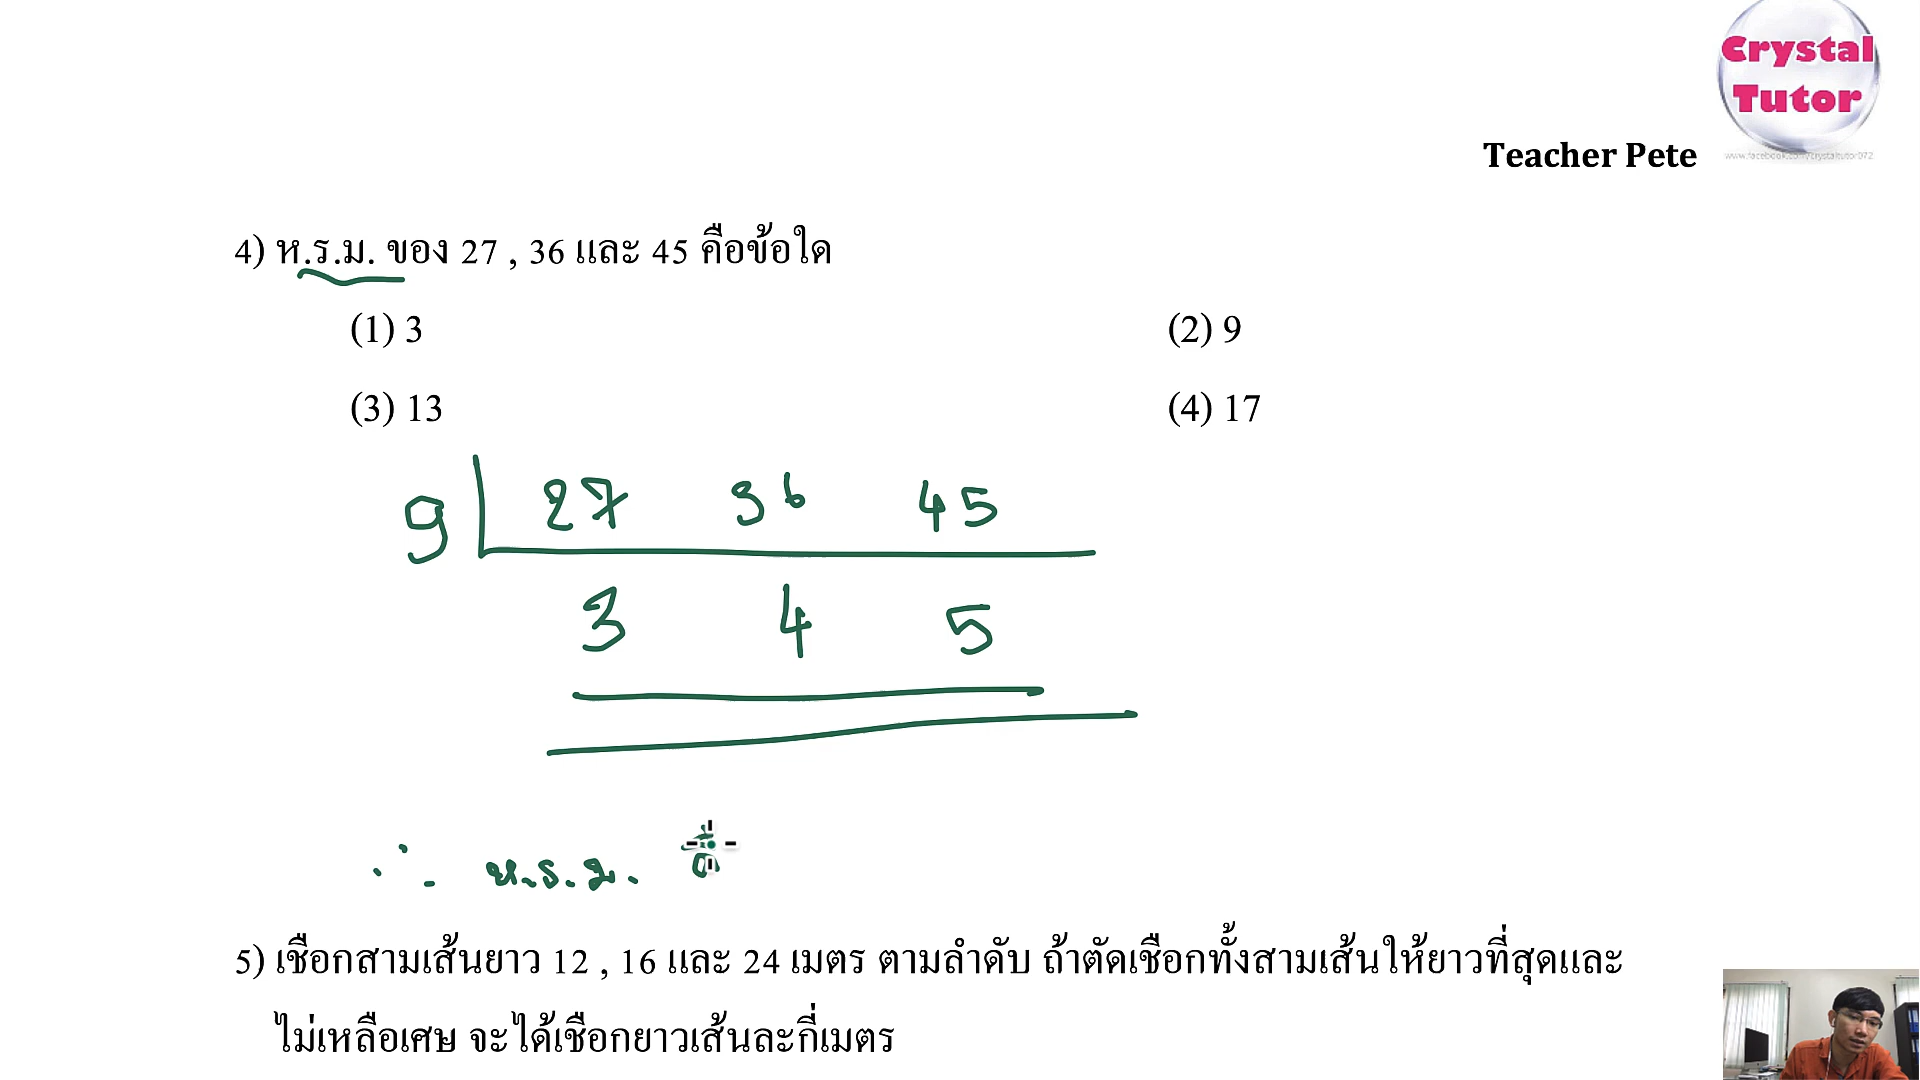 Crystal
Tutor
www.facebook.com/crystaltutor072
Teacher Pete
4) ห.ร.ม. ของ 27 , 36 และ 45 คือข้อใด
(1) 3
(2) 9
(3) 13
(4) 17
9 27 36 45
3 4 5
∴ ห.ร.ม.
5) เชือกสามเส้นยาว 12 , 16 และ 24 เมตร ตามลำดับ ถ้าตัดเชือกทั้งสามเส้นให้ยาวที่สุดและ
ไม่เหลือเศษ จะได้เชือกยาวเส้นละกี่เมตร